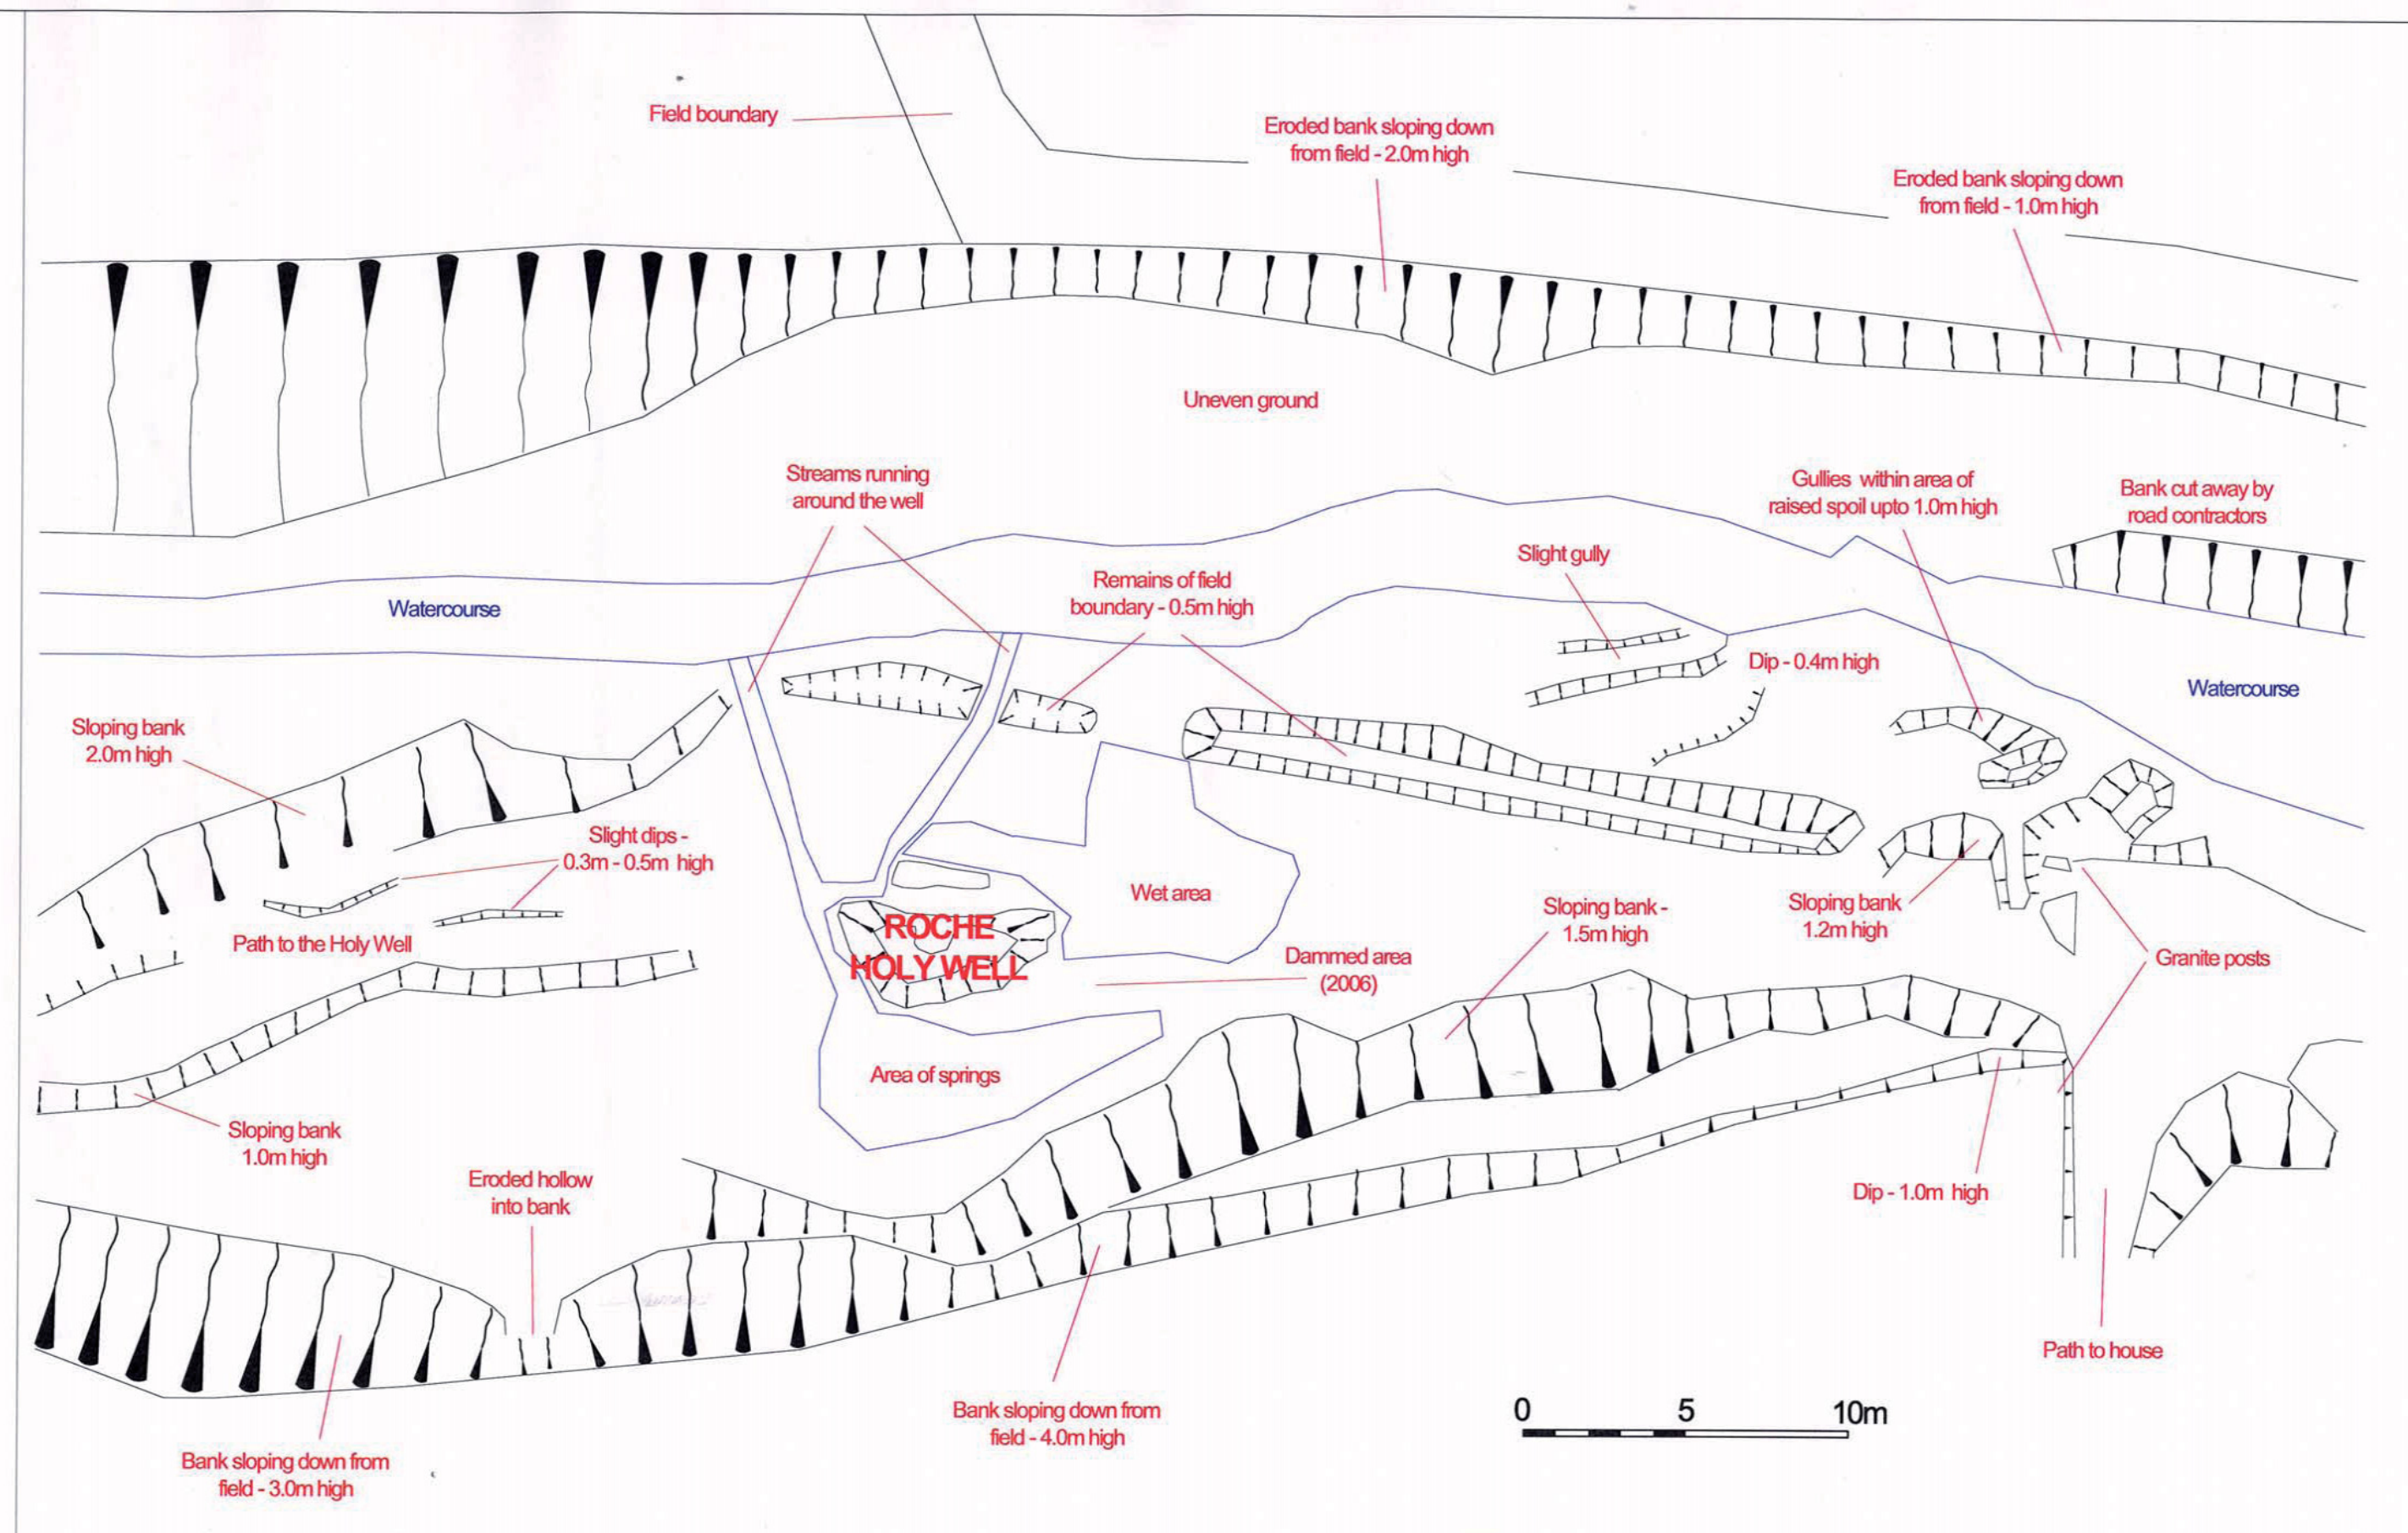 Field boundary
Eroded bank sloping down
from field - 2.0m high
Eroded bank sloping down
from field - 1.0m high
Uneven ground
Streams running
around the well
Gullies within area of
raised spoil upto 1.0m high
Bank cut away by
road contractors
Slight gully
Remains of field
boundary - 0.5m high
Watercourse
Dip - 0.4m high
Watercourse
Sloping bank
2.0m high
Slight dips -
0.3m - 0.5m high
Wet area
Path to the Holy Well
ROCHE
HOLY WELL
Sloping bank -
1.5m high
Sloping bank
1.2m high
Dammed area
(2006)
Granite posts
Area of springs
Sloping bank
1.0m high
Eroded hollow
into bank
Dip - 1.0m high
Path to house
Bank sloping down from
field - 4.0m high
0 5 10m
Bank sloping down from
field - 3.0m high